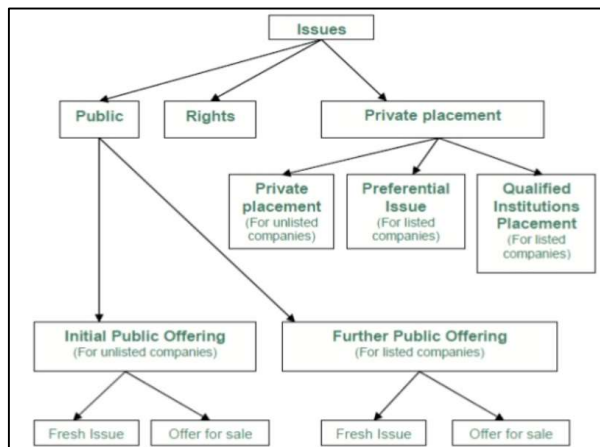 Issues
Public
Rights
Private placement
Private
placement
(For unlisted
companies)
Preferential
Issue
(For listed
companies)
Qualified
Institutions
Placement
(For listed
companies)
Initial Public Offering
(For unlisted companies)
Further Public Offering
(For listed companies)
Fresh Issue
Offer for sale
Fresh Issue
Offer for sale